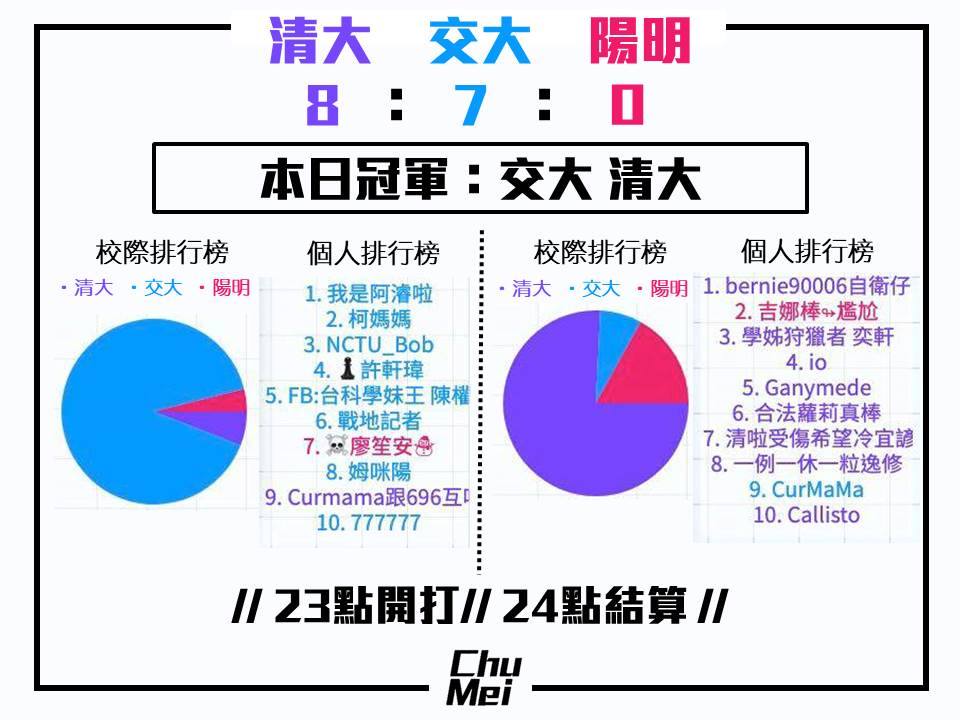 清大 交大 陽明
8 : 7 : 0
本日冠軍：交大 清大
校際排行榜
・清大 ・交大 ・陽明
個人排行榜
1. 我是阿濬啦
2. 柯媽媽
3. NCTU_Bob
4. ♟許軒瑋
5. FB:台科學妹王 陳權
6. 戰地記者
7. ☠廖笙安⛄
8. 姆咪陽
9. Curmama跟696互
10. 777777
校際排行榜
・清大 ・交大 ・陽明
個人排行榜
1. bernie90006自衛仔
2. 吉娜棒↬尷尬
3. 學姊狩獵者 奕軒
4. io
5. Ganymede
6. 合法蘿莉真棒
7. 清啦受傷希望冷宜諺
8. 一例一休一粒逸修
9. CurMaMa
10. Callisto
// 23點開打// 24點結算 //
Chu
Mei